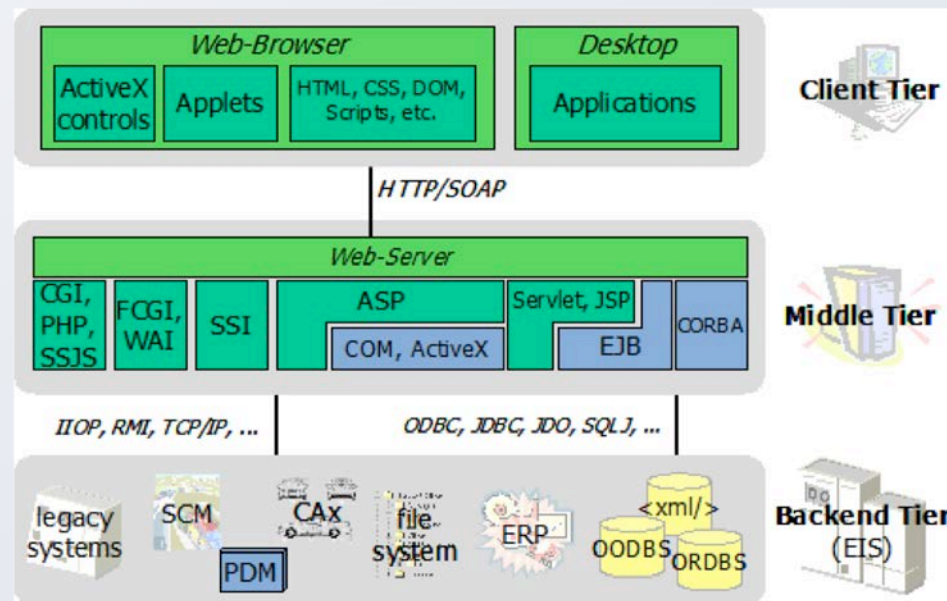 Web-Browser
Desktop
ActiveX
controls
Applets
HTML, CSS, DOM,
Scripts, etc.
Applications
Client Tier
HTTP/SOAP
Web-Server
CGI,
PHP,
SSJS
FCGI,
WAI
SSI
ASP
COM, ActiveX
Servlet, JSP
EJB
CORBA
Middle Tier
IIOP, RMI, TCP/IP, ...
ODBC, JDBC, JDO, SQLJ, ...
legacy
systems
SCM
PDM
CAx
file
system
ERP
<xml/>
OODBS
ORDBS
Backend Tier
(EIS)